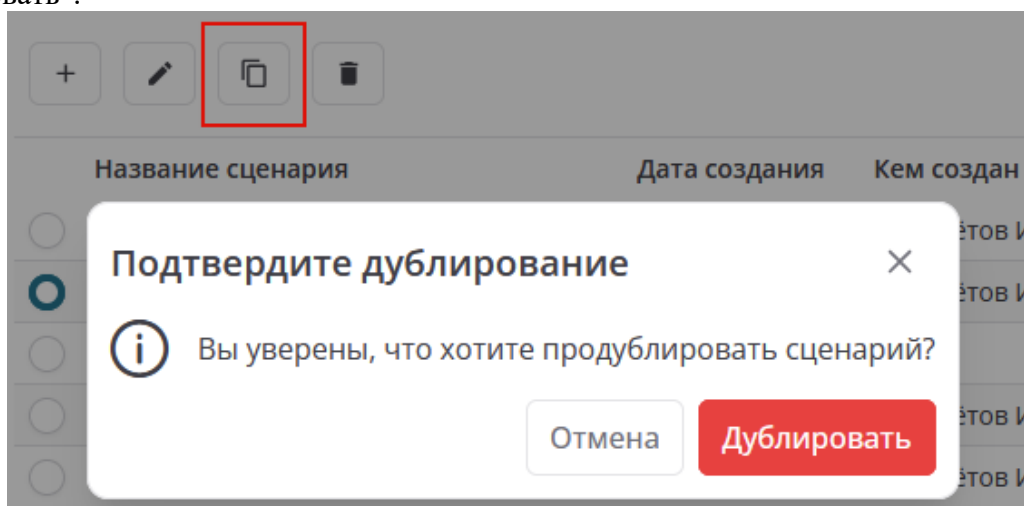 Название сценария Дата создания Кем создан
Подтвердите дублирование
Вы уверены, что хотите продублировать сценарий?
Отмена Дублировать